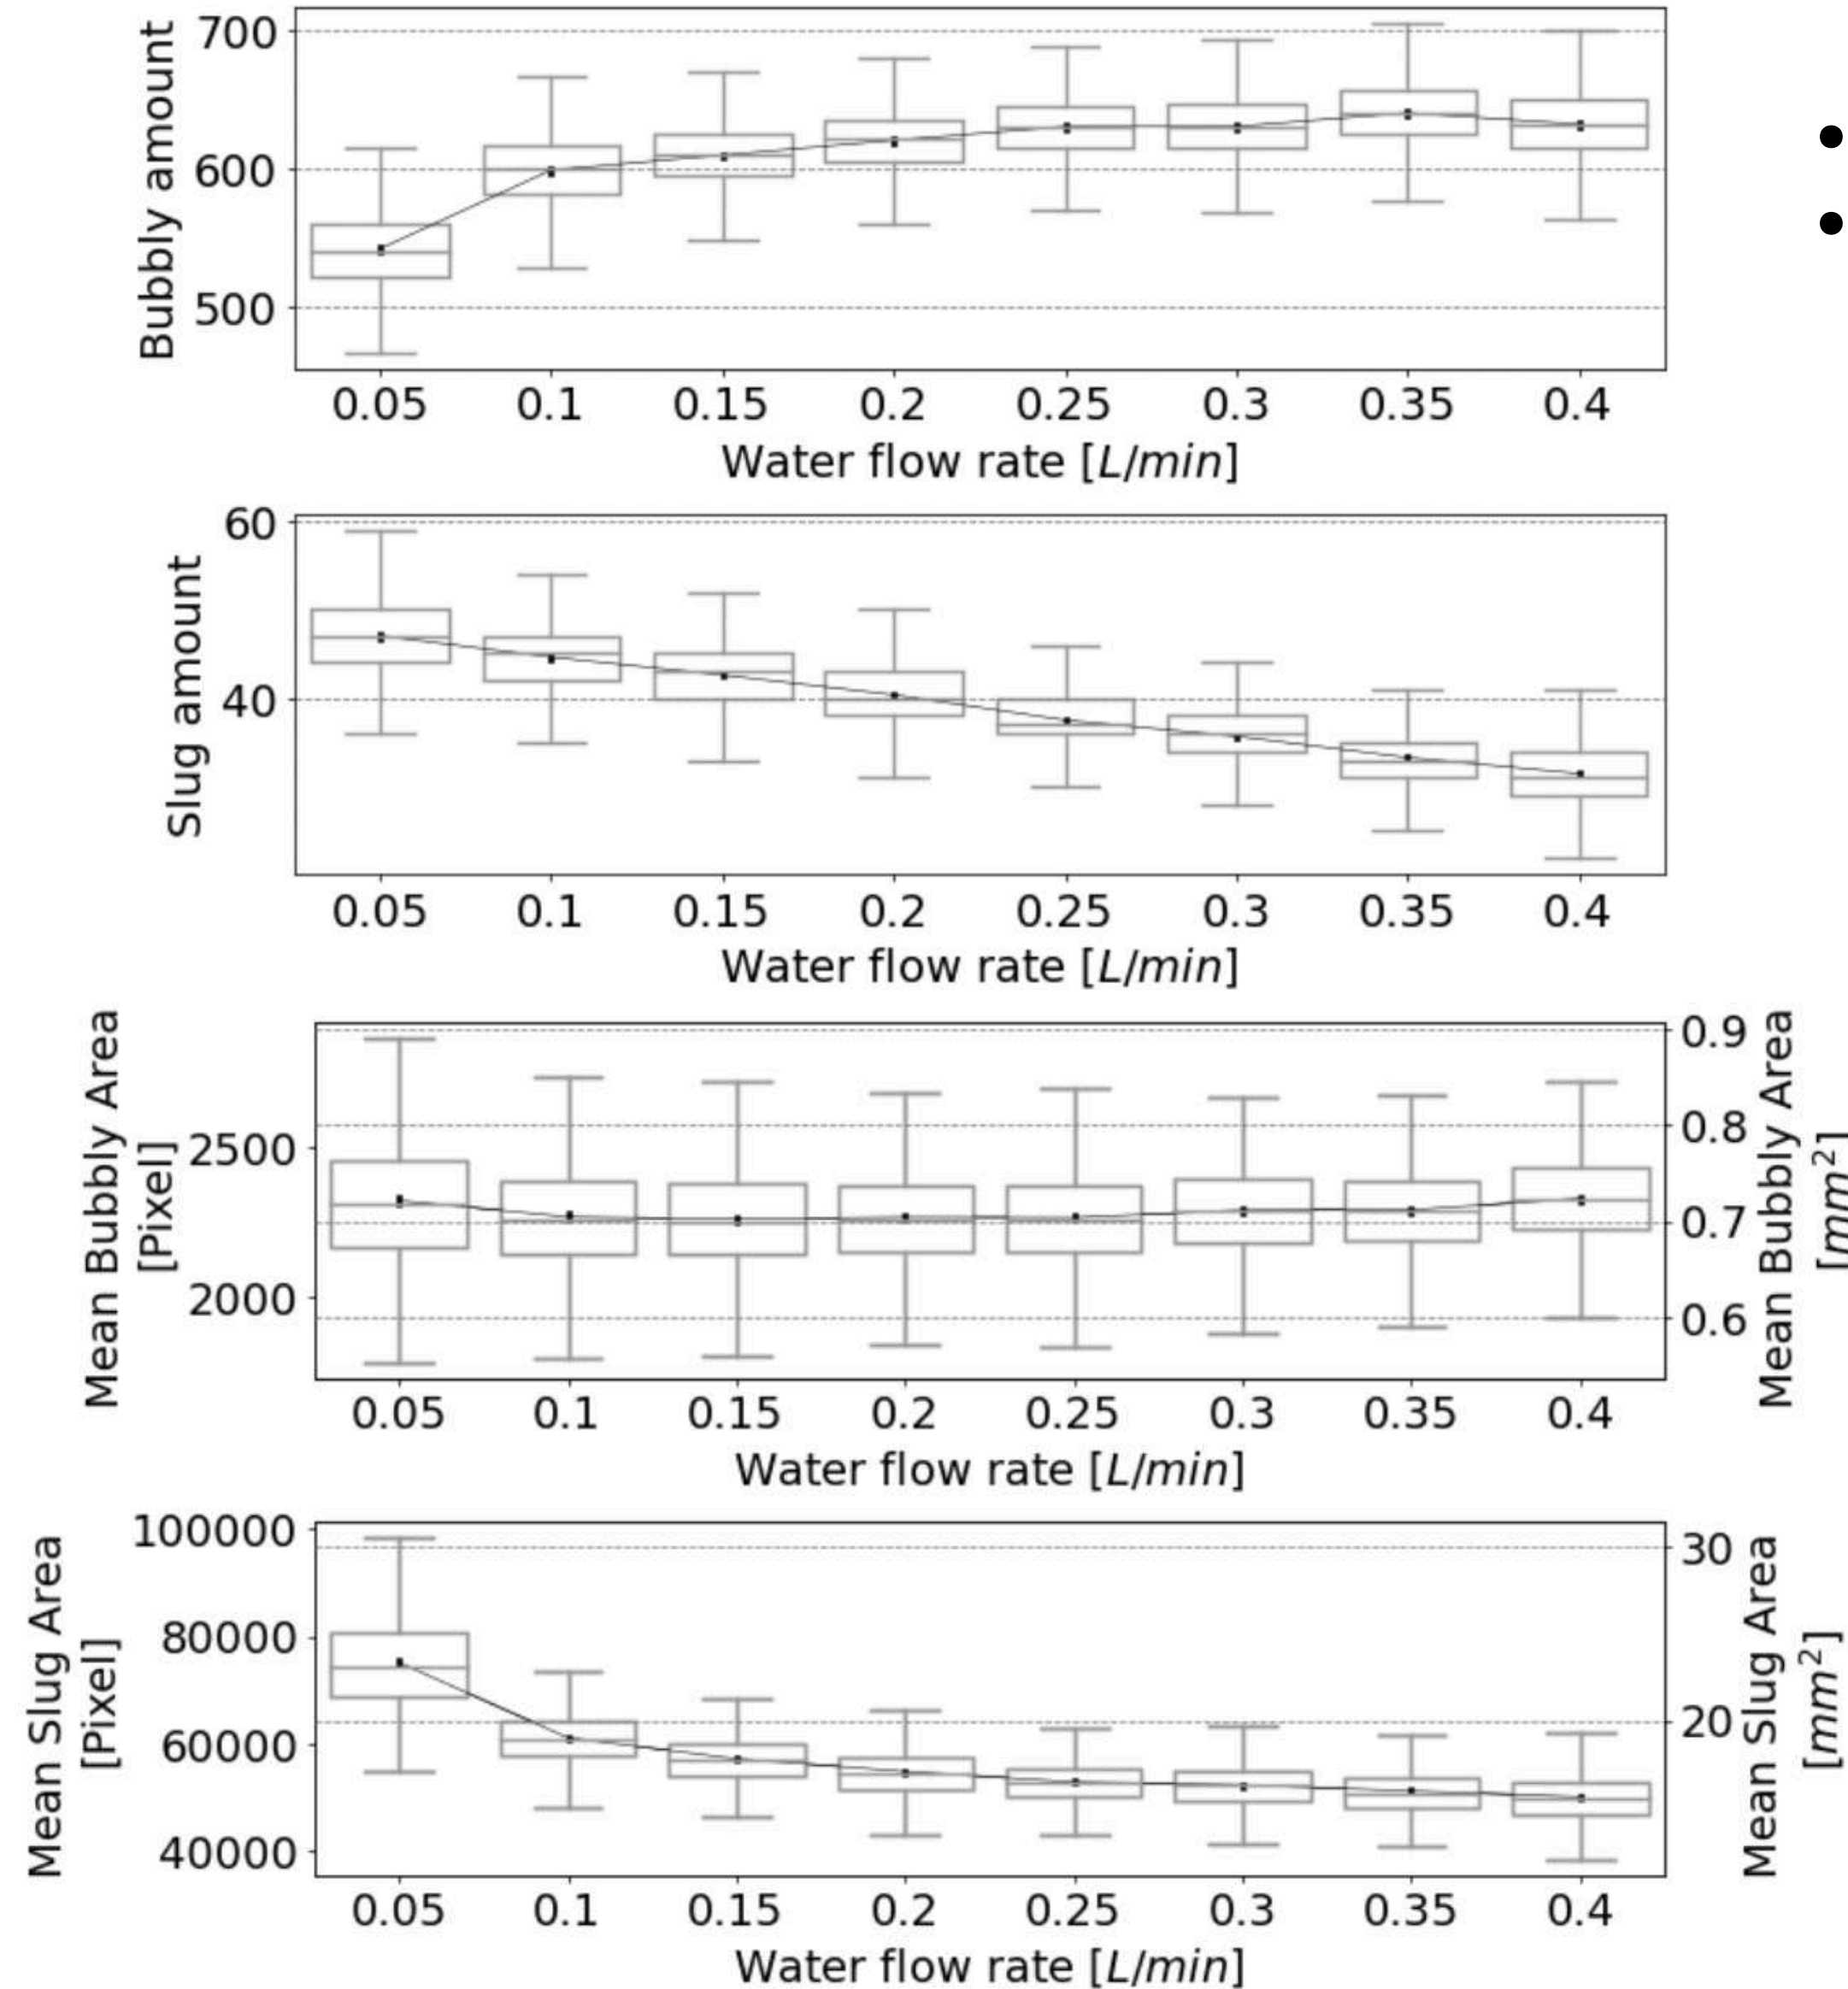 Bubbly amount
700
600
500
0.05 0.1 0.15 0.2 0.25 0.3 0.35 0.4
Water flow rate [L/min]
Slug amount
60
40
0.05 0.1 0.15 0.2 0.25 0.3 0.35 0.4
Water flow rate [L/min]
Mean Bubbly Area
[Pixel]
2500
2000
0.9
0.8
0.7
0.6
Mean Bubbly Area
[mm²]
0.05 0.1 0.15 0.2 0.25 0.3 0.35 0.4
Water flow rate [L/min]
Mean Slug Area
[Pixel]
100000
80000
60000
40000
30
20
Mean Slug Area
[mm²]
0.05 0.1 0.15 0.2 0.25 0.3 0.35 0.4
Water flow rate [L/min]